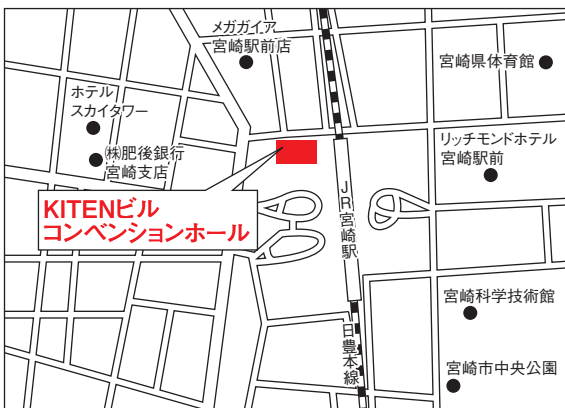 メガガイア
宮崎駅前店
宮崎県体育館
ホテル
スカイタワー
㈱肥後銀行
宮崎支店
リッチモンドホテル
宮崎駅前
KITENビル
コンベンションホール
JR宮崎駅
宮崎科学技術館
日豊本線
宮崎市中央公園